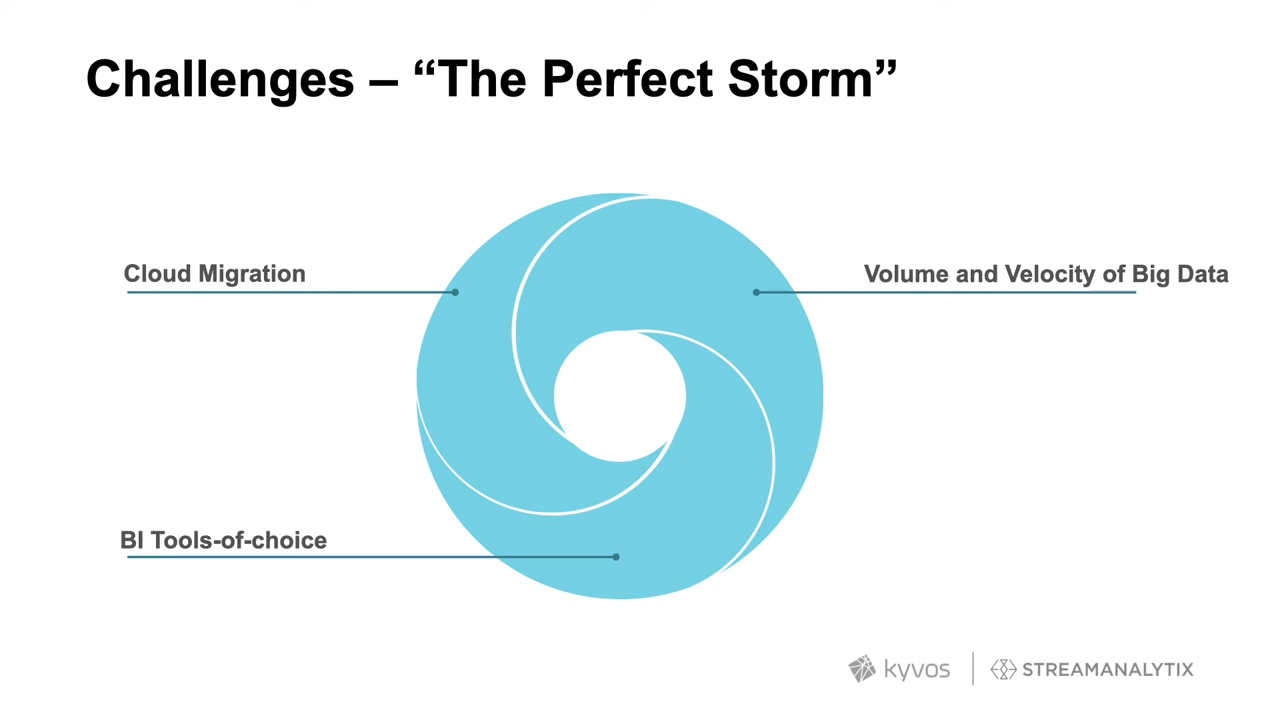 Challenges – “The Perfect Storm”
Cloud Migration
Volume and Velocity of Big Data
BI Tools-of-choice
kyvos
STREAMANALYTIX